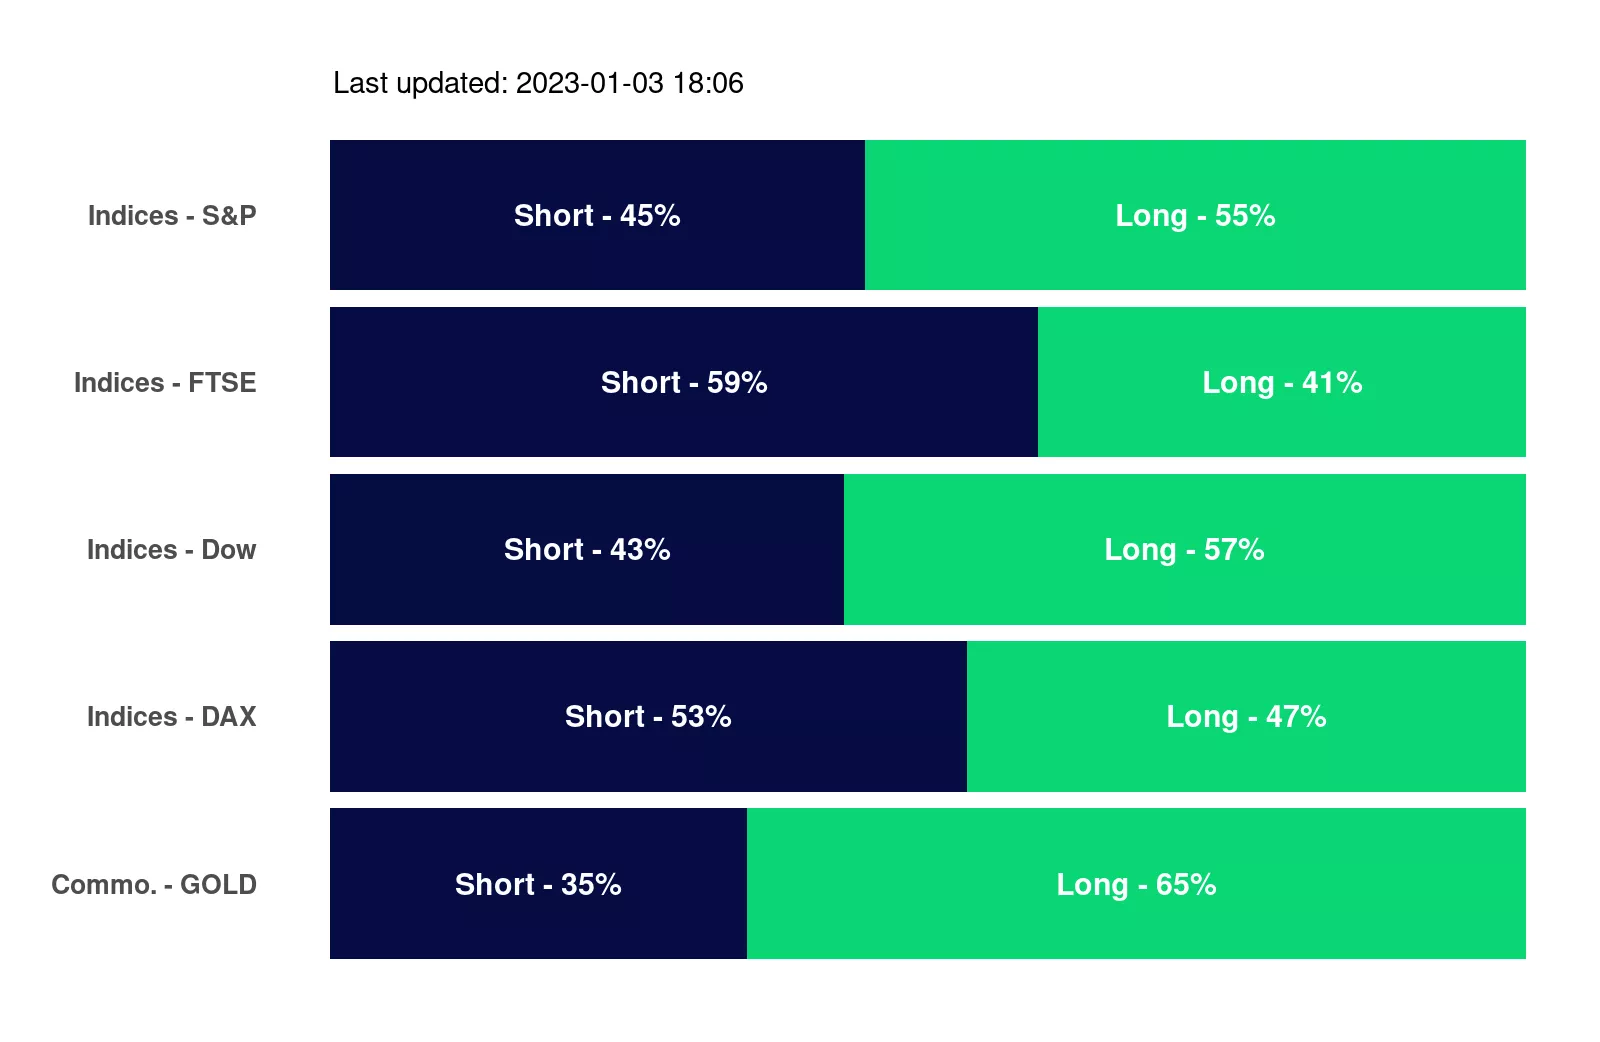 Last updated: 2023-01-03 18:06
Indices - S&P Short - 45% Long - 55%
Indices - FTSE Short - 59% Long - 41%
Indices - Dow Short - 43% Long - 57%
Indices - DAX Short - 53% Long - 47%
Commo. - GOLD Short - 35% Long - 65%